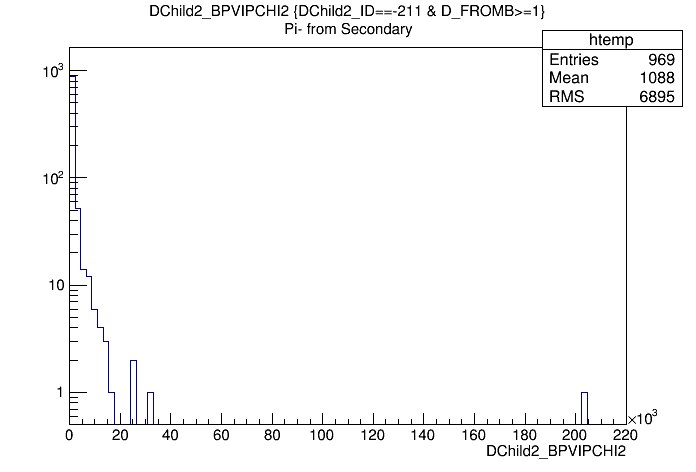 DChild2_BPVIPCHI2 {DChild2_ID==-211 & D_FROMB>=1}
Pi- from Secondary
htemp
Entries 969
Mean 1088
RMS 6895
10³
10²
10
1
0 20 40 60 80 100 120 140 160 180 200 220
×10³
DChild2_BPVIPCHI2